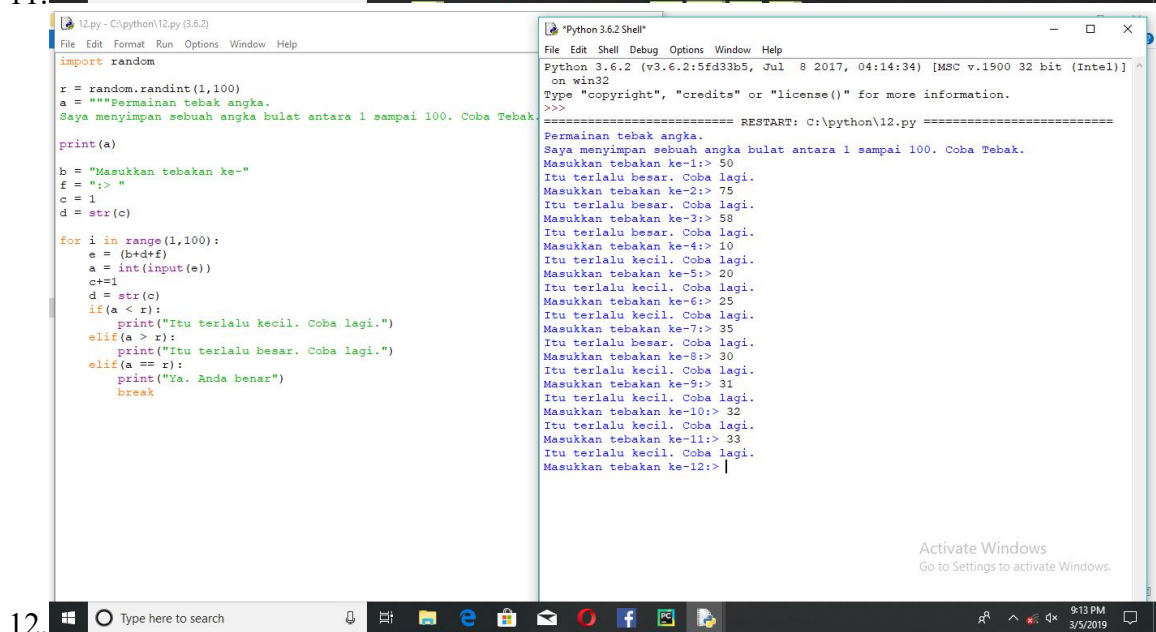 11.
12.py - C:\python\12.py (3.6.2)
File Edit Format Run Options Window Help
import random
r = random.randint(1,100)
a = """Permainan tebak angka.
Saya menyimpan sebuah angka bulat antara 1 sampai 100. Coba Tebak.
print(a)
b = "Masukkan tebakan ke-"
f = ":> "
c = 1
d = str(c)
for i in range(1,100):
    e = (b+d+f)
    a = int(input(e))
    c+=1
    d = str(c)
    if(a < r):
        print("Itu terlalu kecil. Coba lagi.")
    elif(a > r):
        print("Itu terlalu besar. Coba lagi.")
    elif(a == r):
        print("Ya. Anda benar")
        break
*Python 3.6.2 Shell*
File Edit Shell Debug Options Window Help
Python 3.6.2 (v3.6.2:5fd33b5, Jul  8 2017, 04:14:34) [MSC v.1900 32 bit (Intel)]
on win32
Type "copyright", "credits" or "license()" for more information.
>>>
========================== RESTART: C:\python\12.py ==========================
Permainan tebak angka.
Saya menyimpan sebuah angka bulat antara 1 sampai 100. Coba Tebak.
Masukkan tebakan ke-1:> 50
Itu terlalu besar. Coba lagi.
Masukkan tebakan ke-2:> 75
Itu terlalu besar. Coba lagi.
Masukkan tebakan ke-3:> 58
Itu terlalu besar. Coba lagi.
Masukkan tebakan ke-4:> 10
Itu terlalu kecil. Coba lagi.
Masukkan tebakan ke-5:> 20
Itu terlalu kecil. Coba lagi.
Masukkan tebakan ke-6:> 25
Itu terlalu kecil. Coba lagi.
Masukkan tebakan ke-7:> 35
Itu terlalu besar. Coba lagi.
Masukkan tebakan ke-8:> 30
Itu terlalu kecil. Coba lagi.
Masukkan tebakan ke-9:> 31
Itu terlalu kecil. Coba lagi.
Masukkan tebakan ke-10:> 32
Itu terlalu kecil. Coba lagi.
Masukkan tebakan ke-11:> 33
Itu terlalu kecil. Coba lagi.
Masukkan tebakan ke-12:>
Activate Windows
Go to Settings to activate Windows.
12.
Type here to search
9:13 PM
3/5/2019